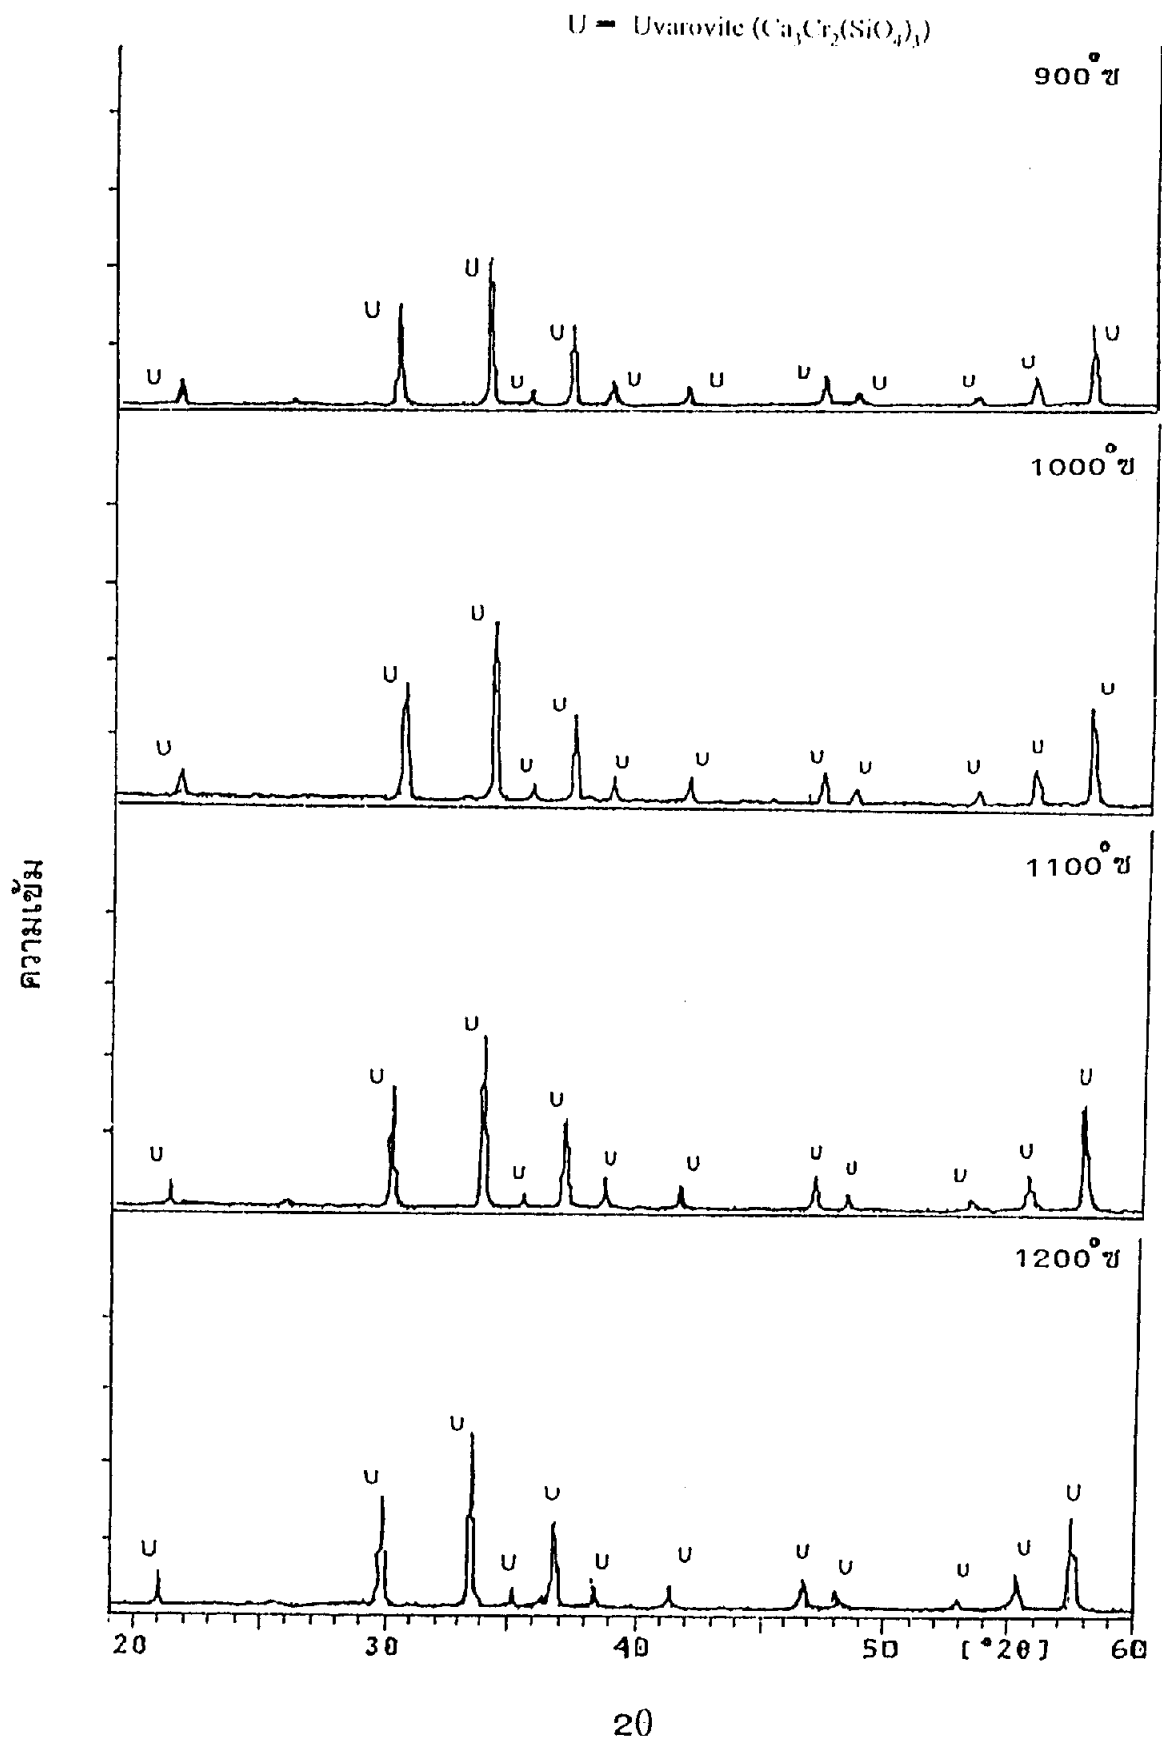 U = Uvarovite (Ca₃Cr₂(SiO₄)₃)
900°ซ
U U U U U U U U U U U U U
1000°ซ
U U U U U U U U U U U U
1100°ซ
U U U U U U U U U U U U
1200°ซ
U U U U U U U U U U U U
ความเข้ม
20 30 40 50 [°2θ] 60
2θ